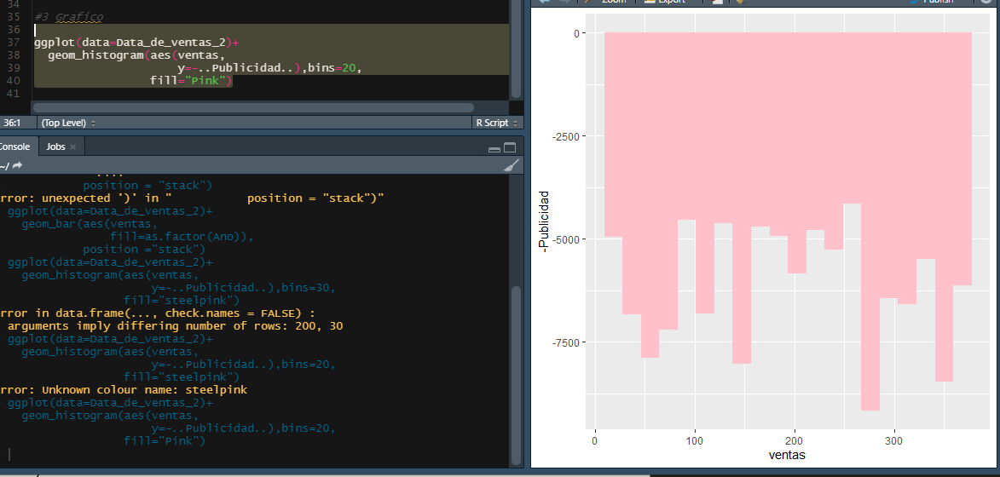 34
35 #3 Grafico
36
37 ggplot(data=Data_de_ventas_2)+
38 geom_histogram(aes(ventas,
39 y=-..Publicidad..),bins=20,
40 fill="Pink")
41
36:1 (Top Level) R Script
Console Jobs
~/
position = "stack")
rror: unexpected ')' in " position = "stack")"
ggplot(data=Data_de_ventas_2)+
geom_bar(aes(ventas,
fill=as.factor(Ano)),
position ="stack")
ggplot(data=Data_de_ventas_2)+
geom_histogram(aes(ventas,
y=-..Publicidad..),bins=30,
fill="steelpink")
rror in data.frame(..., check.names = FALSE) :
arguments imply differing number of rows: 200, 30
ggplot(data=Data_de_ventas_2)+
geom_histogram(aes(ventas,
y=-..Publicidad..),bins=20,
fill="steelpink")
rror: Unknown colour name: steelpink
ggplot(data=Data_de_ventas_2)+
geom_histogram(aes(ventas,
y=-..Publicidad..),bins=20,
fill="Pink")
Zoom Export Publish
0
-2500
-5000
-7500
-Publicidad
0 100 200 300
ventas